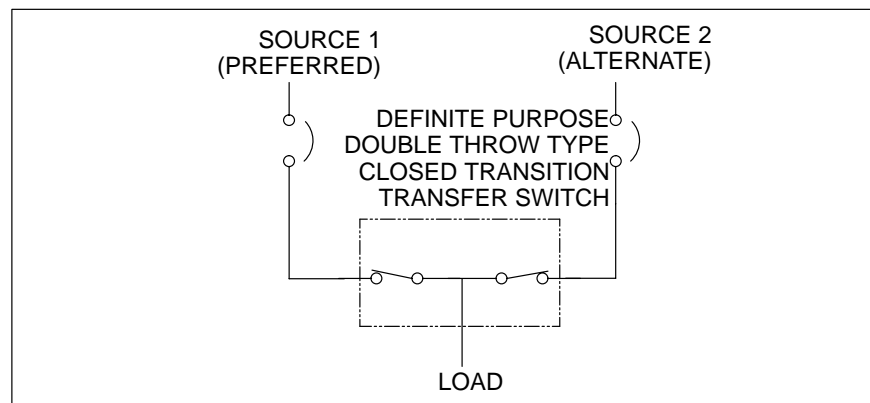 SOURCE 1
(PREFERRED)
SOURCE 2
(ALTERNATE)
DEFINITE PURPOSE
DOUBLE THROW TYPE
CLOSED TRANSITION
TRANSFER SWITCH
LOAD